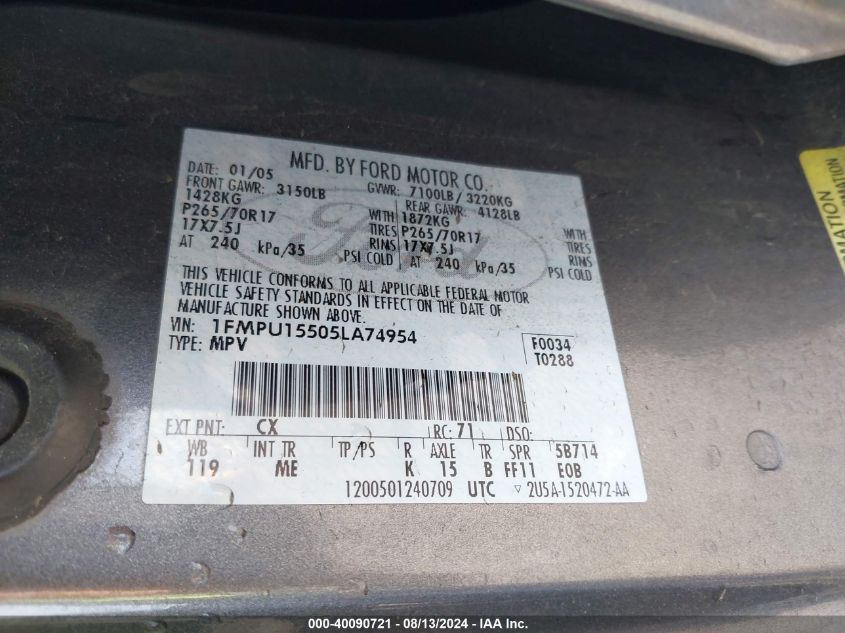 MFD. BY FORD MOTOR CO.
DATE: 01/05 GVWR: 7100LB/ 3220KG
FRONT GAWR: 3150LB REAR GAWR: 4128LB
1428KG WITH 1872KG WITH
P265/70R17 TIRES P265/70R17 TIRES
17X7.5J RIMS 17X7.5J RIMS
AT 240 kPa/35 PSI COLD AT 240 kPa/35 PSI COLD
THIS VEHICLE CONFORMS TO ALL APPLICABLE FEDERAL MOTOR
VEHICLE SAFETY STANDARDS IN EFFECT ON THE DATE OF
MANUFACTURE SHOWN ABOVE.
VIN: 1FMPU15505LA74954
TYPE: MPV
F0034
T0288
EXT PNT: CX RC: 71 DSO:
WB INT TR TP/PS R AXLE TR SPR 5B714
119 ME K 15 B FF11 EOB
1200501240709 UTC ▽ 2U5A-1520472-AA
Ford
000-40090721 - 08/13/2024 - IAA Inc.